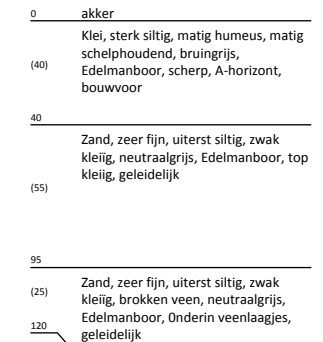 0 akker
Klei, sterk siltig, matig humeus, matig
schelphoudend, bruingrijs,
(40) Edelmanboor, scherp, A-horizont,
bouwvoor
40
Zand, zeer fijn, uiterst siltig, zwak
kleiïg, neutraalgrijs, Edelmanboor, top
kleiig, geleidelijk
(55)
95
Zand, zeer fijn, uiterst siltig, zwak
(25) kleiïg, brokken veen, neutraalgrijs,
Edelmanboor, 0nderin veenlaagjes,
120 geleidelijk